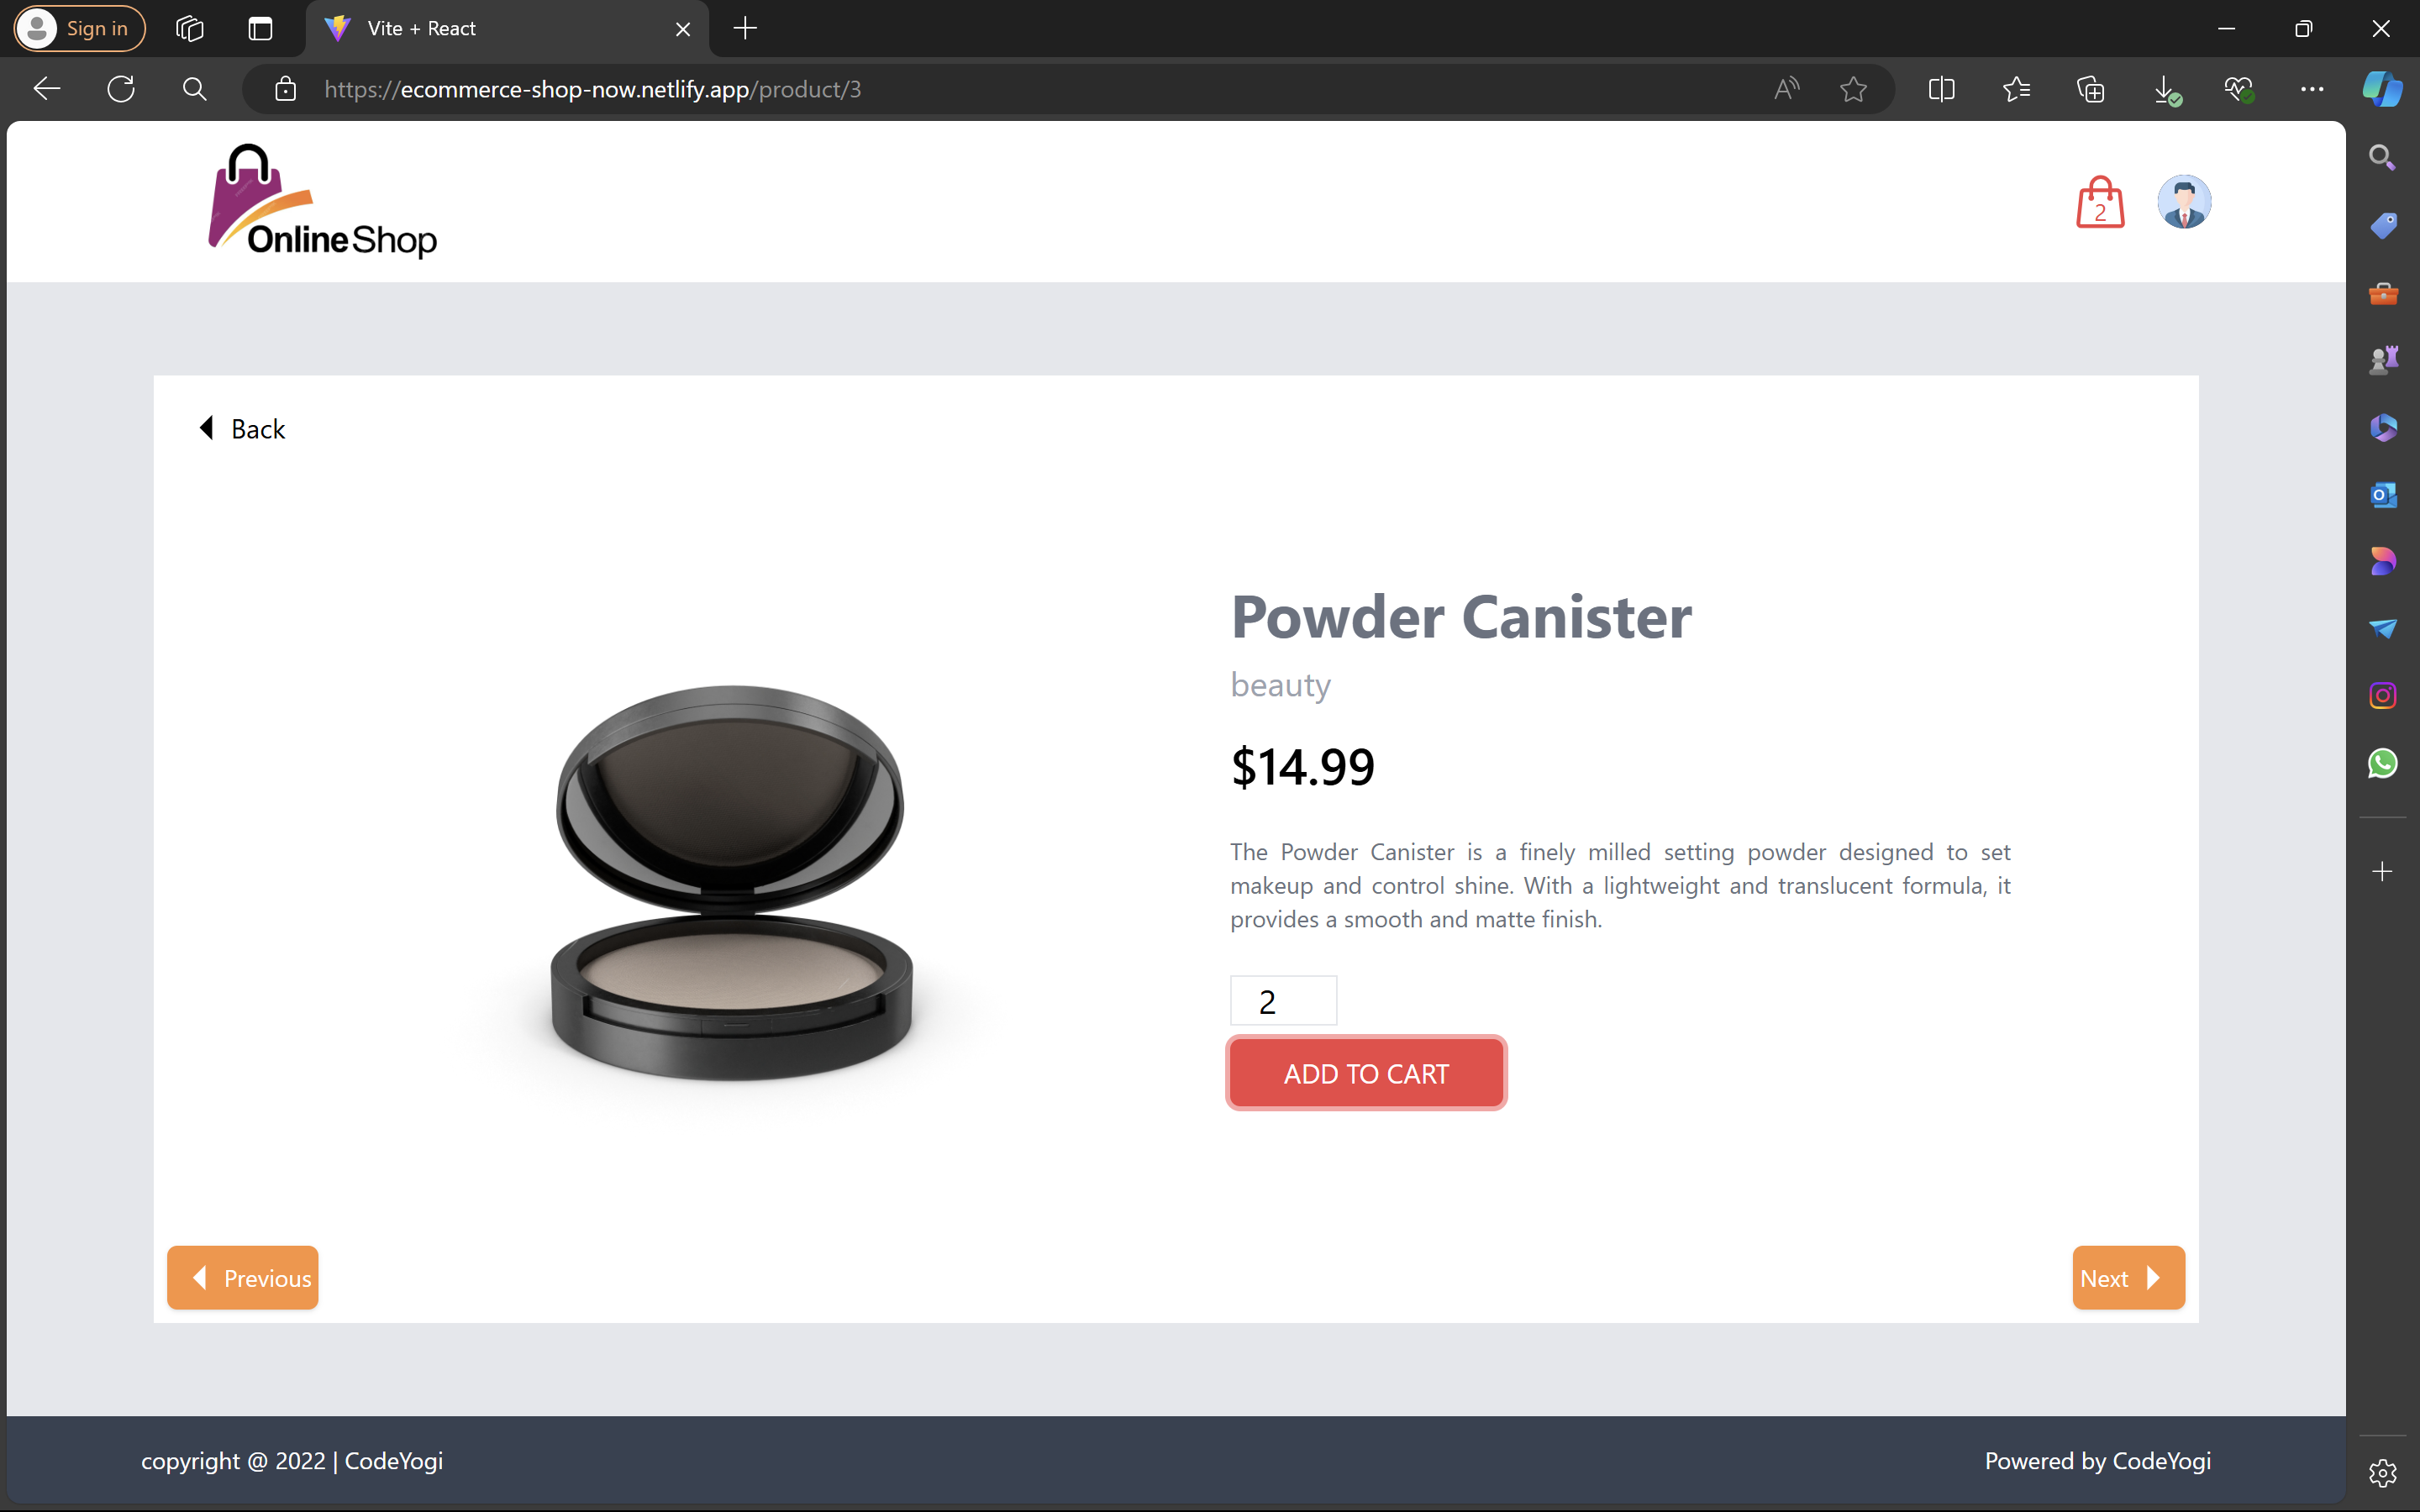 Sign in
Vite + React
https://ecommerce-shop-now.netlify.app/product/3
Online Shop
2
Back
Powder Canister
beauty
$14.99
The Powder Canister is a finely milled setting powder designed to set
makeup and control shine. With a lightweight and translucent formula, it
provides a smooth and matte finish.
2
ADD TO CART
Previous
Next
copyright @ 2022 | CodeYogi
Powered by CodeYogi